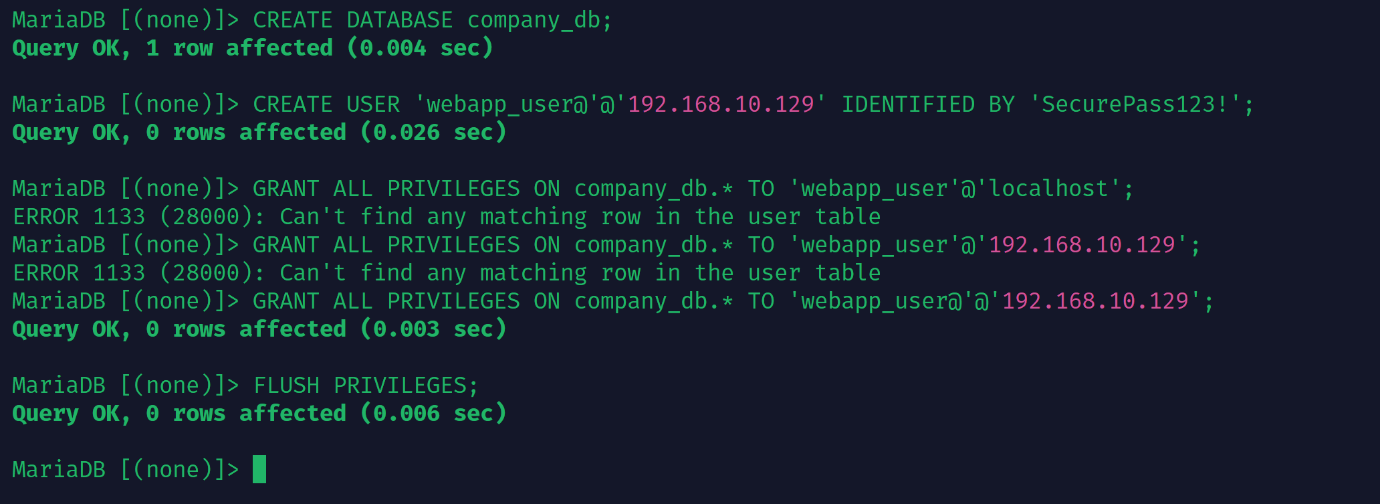 MariaDB [(none)]> CREATE DATABASE company_db;
Query OK, 1 row affected (0.004 sec)
MariaDB [(none)]> CREATE USER 'webapp_user@'@'192.168.10.129' IDENTIFIED BY 'SecurePass123!';
Query OK, 0 rows affected (0.026 sec)
MariaDB [(none)]> GRANT ALL PRIVILEGES ON company_db.* TO 'webapp_user'@'localhost';
ERROR 1133 (28000): Can't find any matching row in the user table
MariaDB [(none)]> GRANT ALL PRIVILEGES ON company_db.* TO 'webapp_user'@'192.168.10.129';
ERROR 1133 (28000): Can't find any matching row in the user table
MariaDB [(none)]> GRANT ALL PRIVILEGES ON company_db.* TO 'webapp_user@'@'192.168.10.129';
Query OK, 0 rows affected (0.003 sec)
MariaDB [(none)]> FLUSH PRIVILEGES;
Query OK, 0 rows affected (0.006 sec)
MariaDB [(none)]>